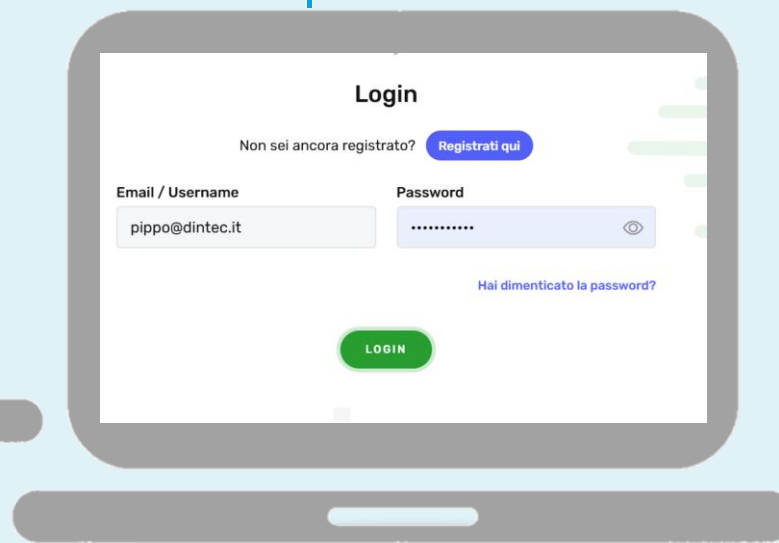 Login
Non sei ancora registrato? Registrati qui
Email / Username Password
pippo@dintec.it •••••••••••
Hai dimenticato la password?
LOGIN